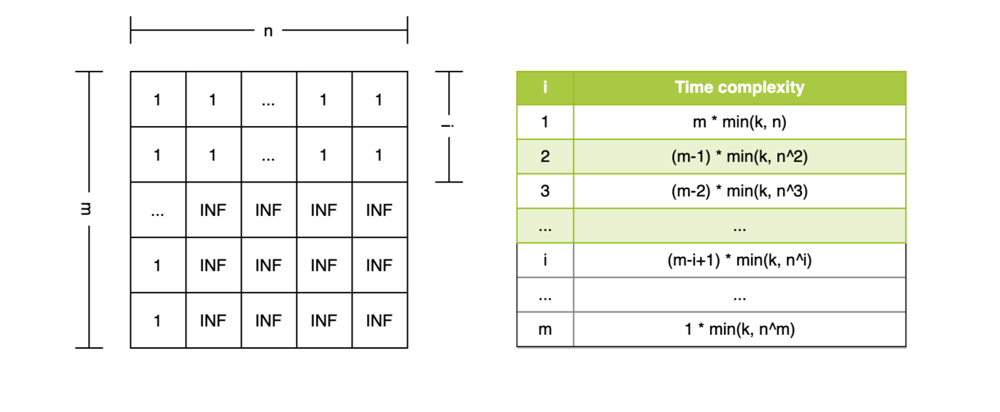 n
m
1 1 ... 1 1
1 1 ... 1 1
... INF INF INF INF
1 INF INF INF INF
1 INF INF INF INF
i
i Time complexity
1 m * min(k, n)
2 (m-1) * min(k, n^2)
3 (m-2) * min(k, n^3)
... ...
i (m-i+1) * min(k, n^i)
... ...
m 1 * min(k, n^m)